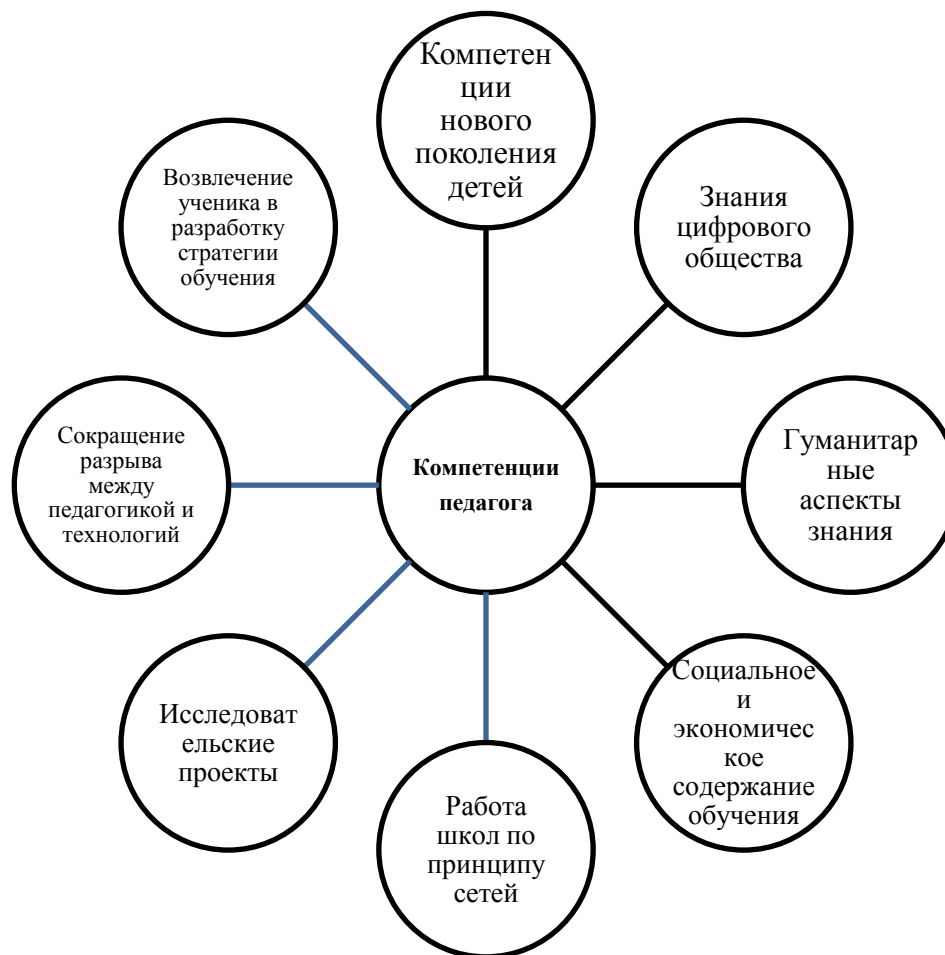 Компетен
ции
нового
поколения
детей
Знания
цифрового
общества
Гуманитар
ные
аспекты
знания
Социальное
и
экономичес
кое
содержание
обучения
Работа
школ по
принципу
сетей
Исследоват
ельские
проекты
Сокращение
разрыва
между
педагогикой и
технологий
Возвлечение
ученика в
разработку
стратегии
обучения
Компетенции
педагога